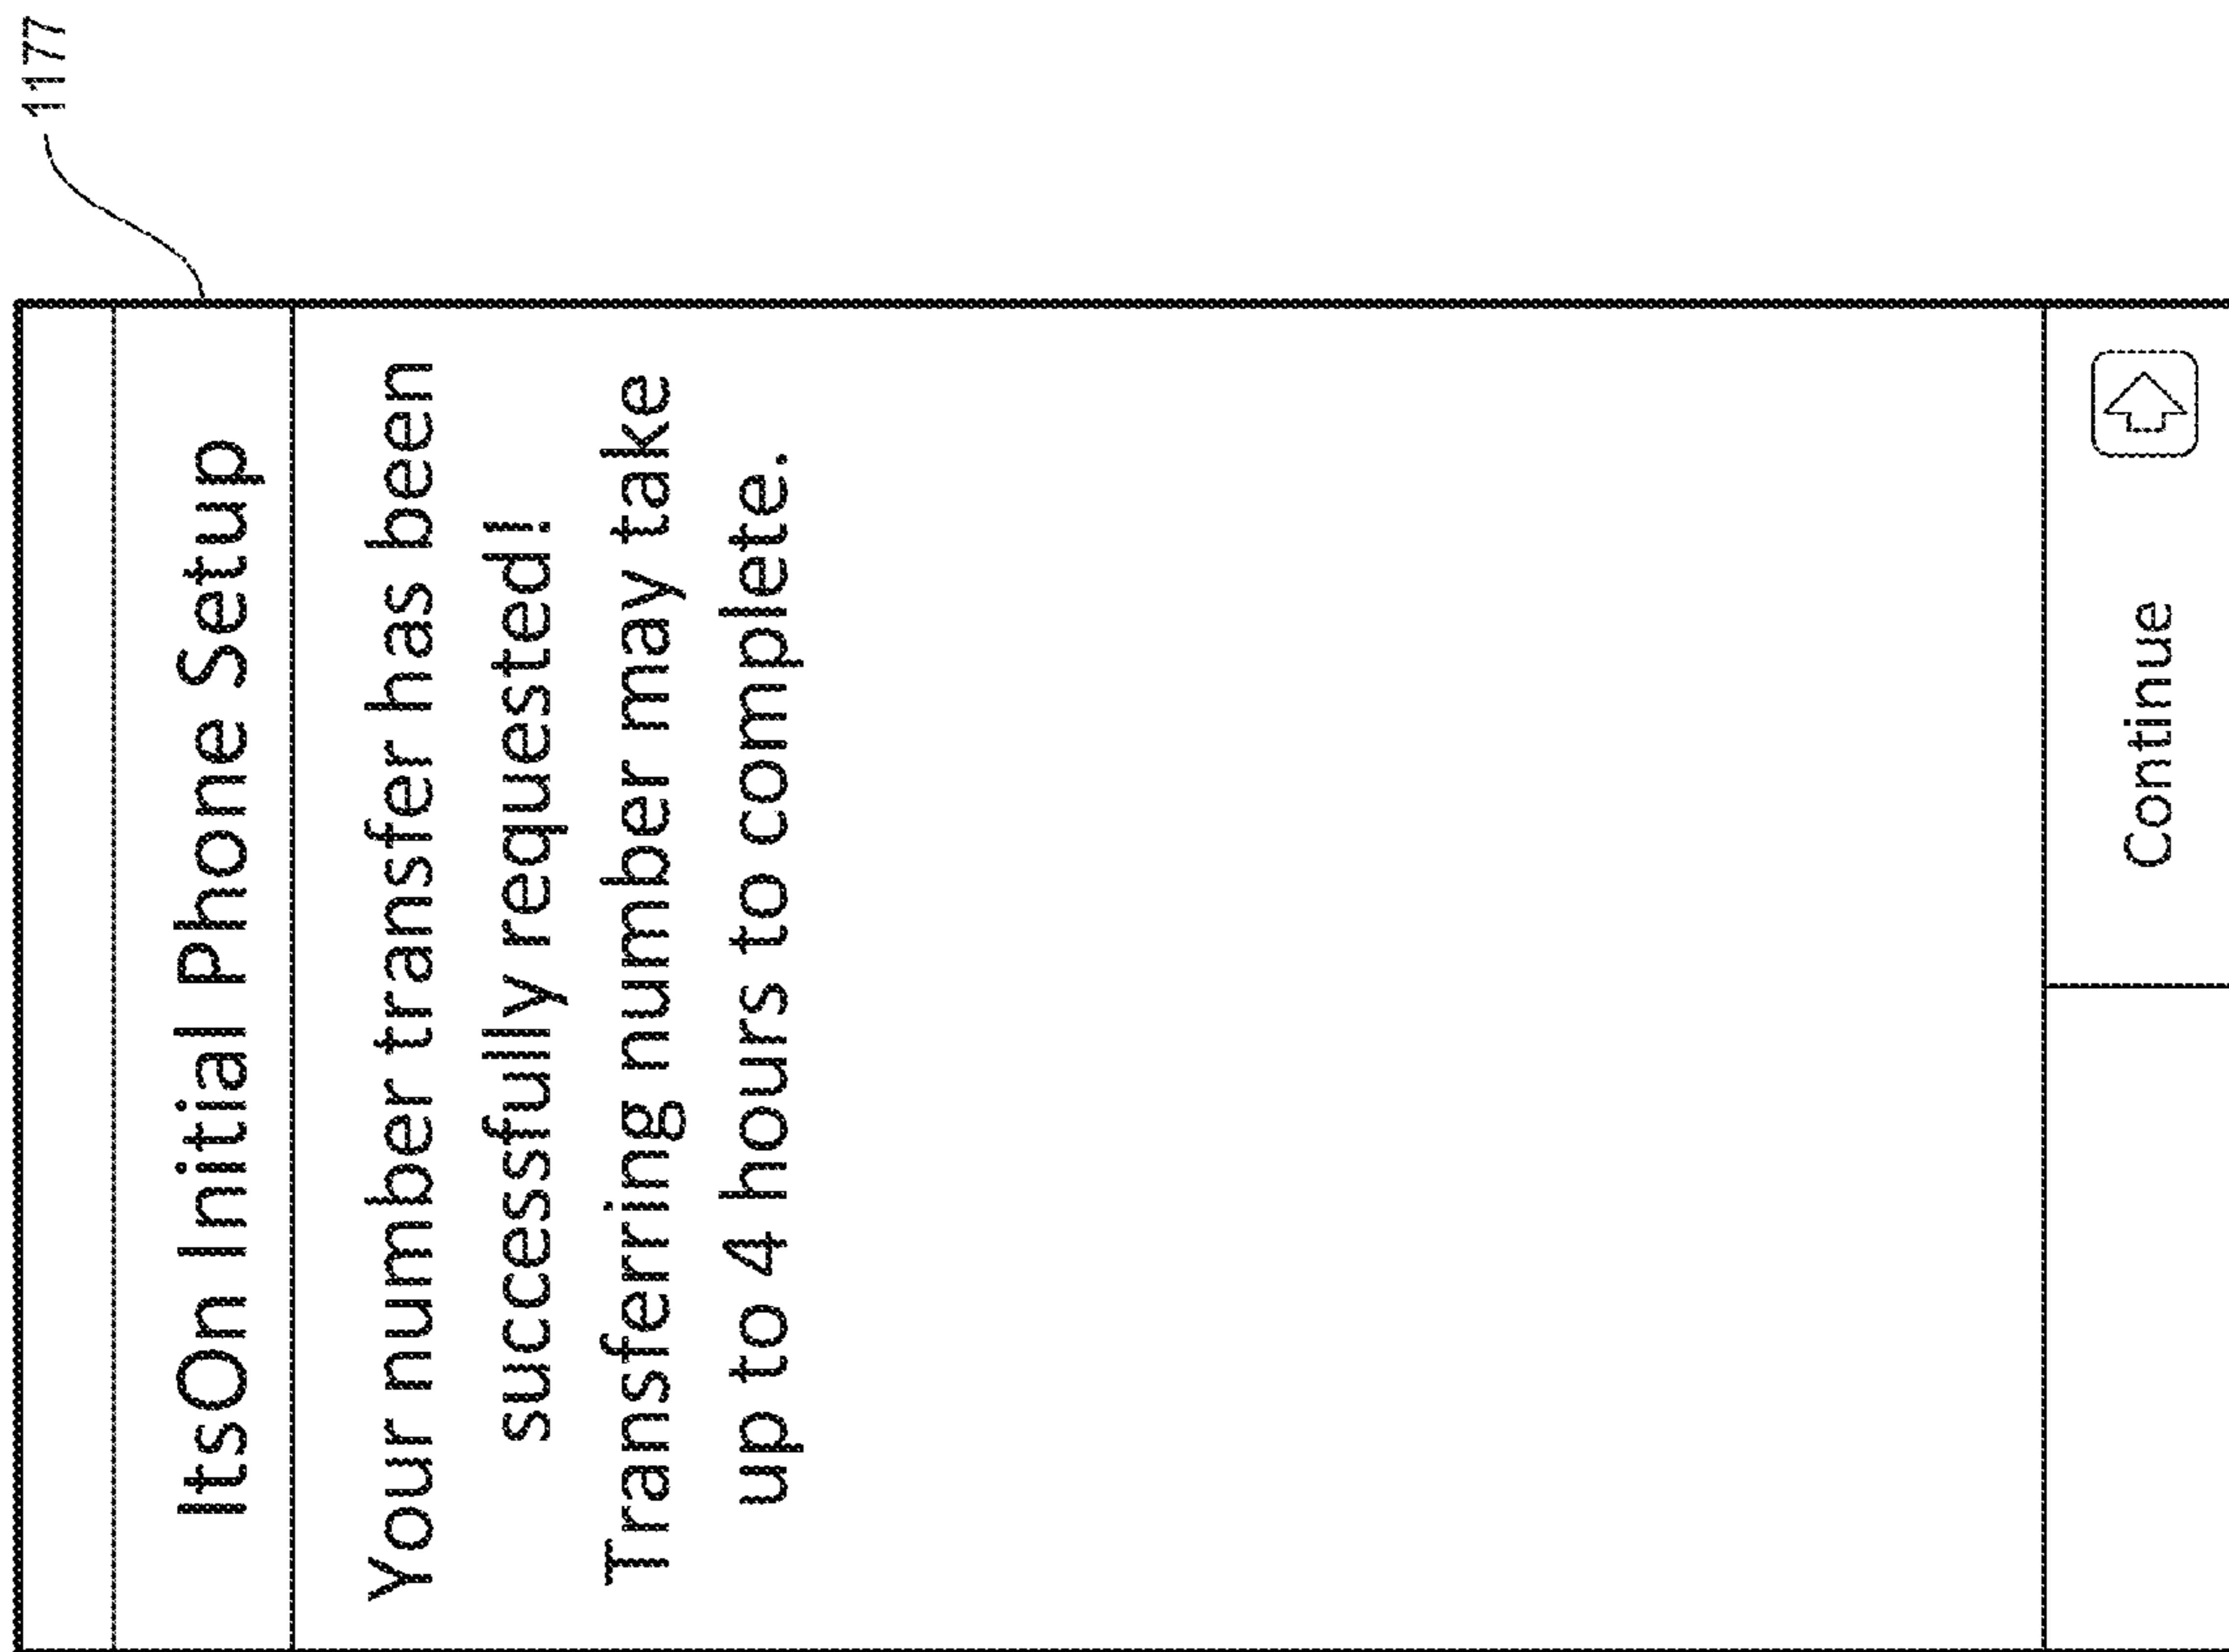 1177
ItsOn Initial Phone Setup
Your number transfer has been
successfully requested!
Transferring number may take
up to 4 hours to complete.
Continue